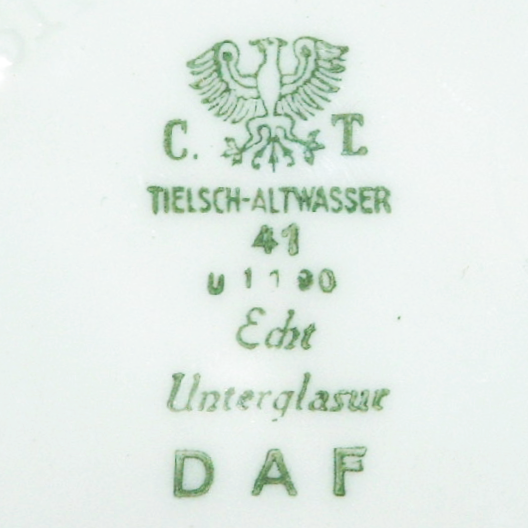 C. T.
TIELSCH-ALTWASSER
41
U 1190
Echt
Unterglasur
DAF